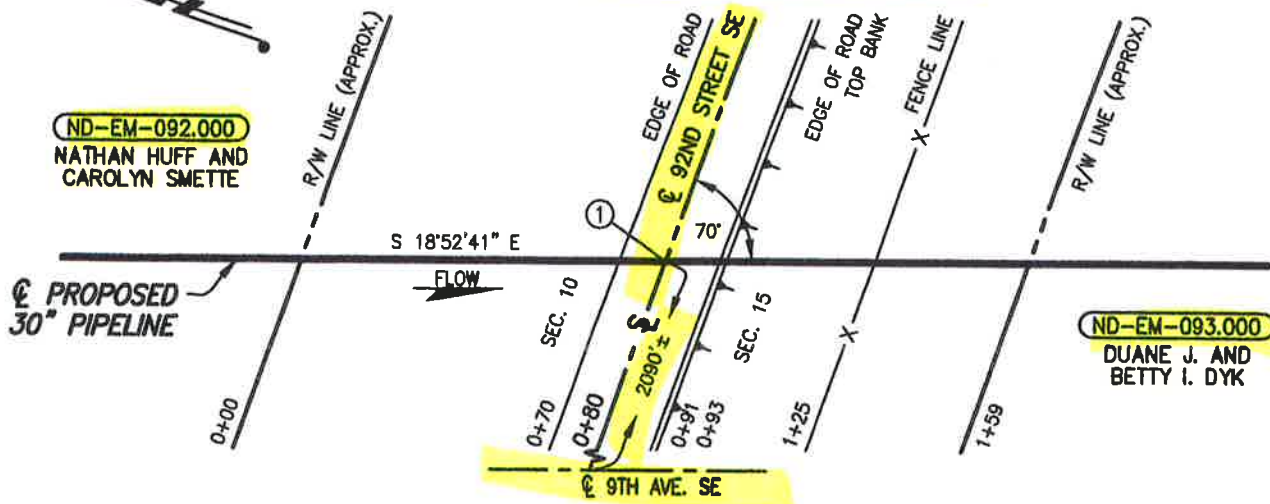 R/W LINE (APPROX.)
EDGE OF ROAD
℄ 92ND STREET SE
EDGE OF ROAD
TOP BANK
FENCE LINE
X
X
R/W LINE (APPROX.)
ND-EM-092.000
NATHAN HUFF AND
CAROLYN SMETTE
1
70°
S 18°52'41" E
FLOW
℄ PROPOSED
30" PIPELINE
SEC. 10
SEC. 15
2090'±
ND-EM-093.000
DUANE J. AND
BETTY I. DYK
0+00
0+70
0+80
0+91
0+93
1+25
1+59
℄ 9TH AVE. SE